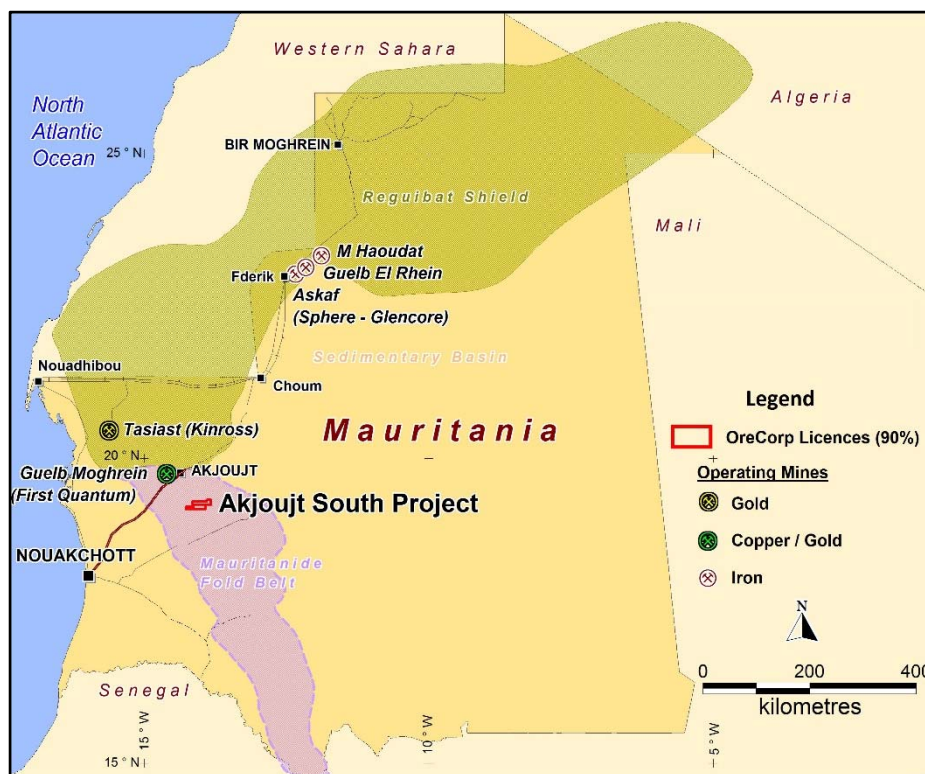 Western Sahara
North
Atlantic
Ocean
Algeria
BIR MOGHREIN
25 ° N
Reguibat Shield
Mali
M Haoudat
Fderik
Guelb El Rhein
Askaf
(Sphere - Glencore)
Sedimentary Basin
Nouadhibou
Choum
Legend
OreCorp Licences (90%)
Tasiast (Kinross)
Mauritania
20 ° N
Operating Mines
Guelb Moghrein
(First Quantum)
AKJOUJT
Gold
Akjoujt South Project
Copper / Gold
NOUAKCHOTT
Mauritanide
Fold Belt
Iron
N
0 200 400
kilometres
Senegal
15 ° W
10 ° W
5 ° W
15 ° N